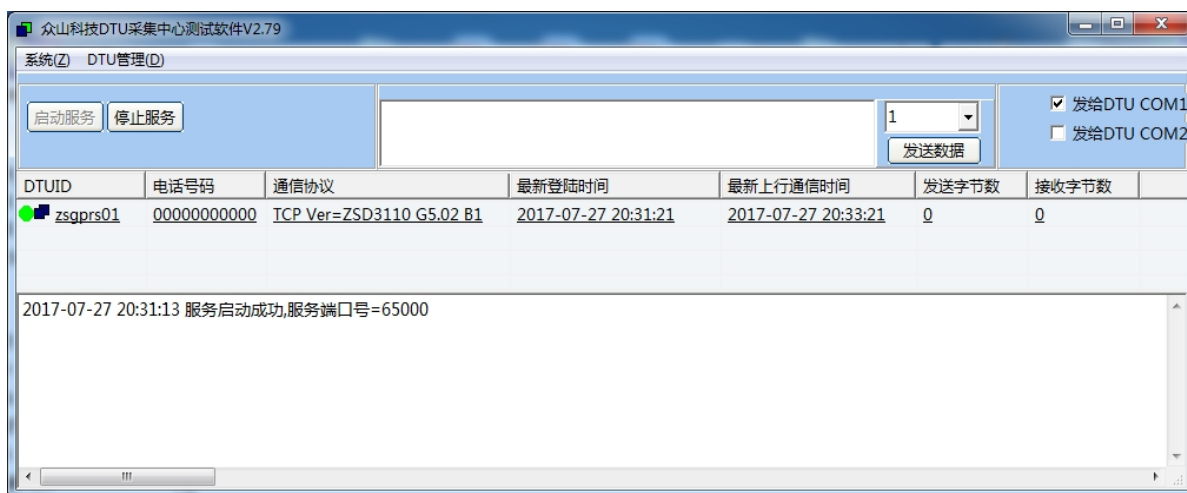 众山科技DTU采集中心测试软件V2.79
系统(Z) DTU管理(D)
启动服务 停止服务 1 发送数据
发给DTU COM1
发给DTU COM2
DTUID 电话号码 通信协议 最新登陆时间 最新上行通信时间 发送字节数 接收字节数
zsgprs01 00000000000 TCP Ver=ZSD3110 G5.02 B1 2017-07-27 20:31:21 2017-07-27 20:33:21 0 0
2017-07-27 20:31:13 服务启动成功,服务端口号=65000